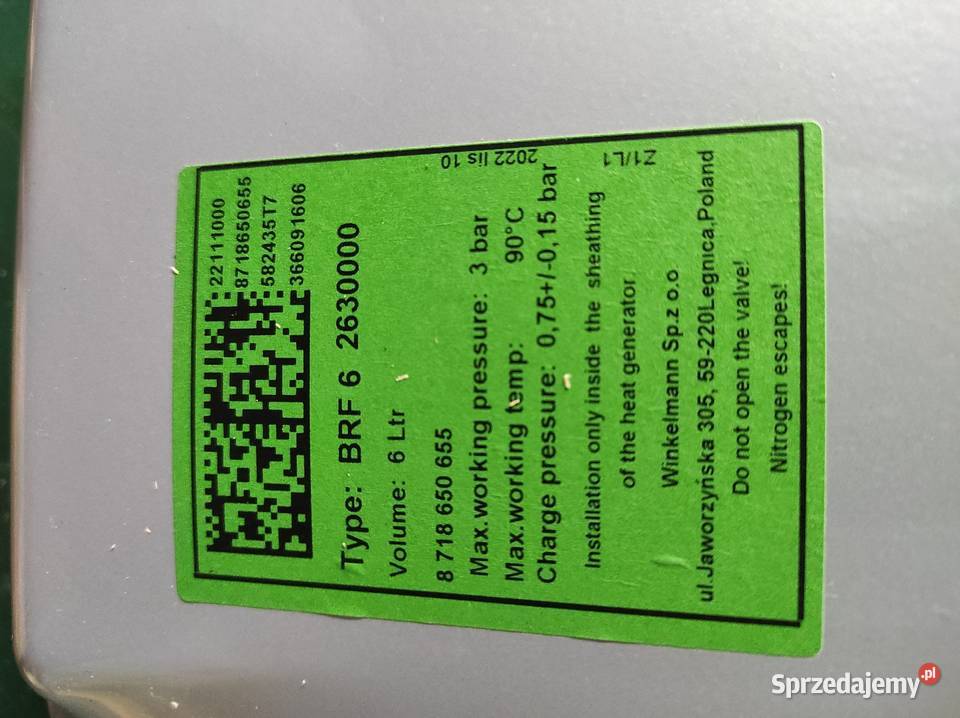 22111000
8718650655
582435T7
366091606
Type: BRF 6 2630000
Volume: 6 Ltr
8 718 650 655
2022 lis 10
Max.working pressure: 3 bar
Max.working temp: 90°C
Charge pressure: 0,75+/-0,15 bar
Installation only inside the sheathing
of the heat generator
Z1/L1
Winkelmann Sp.z o.o
ul.Jaworzyńska 305, 59-220Legnica,Poland
Do not open the valve!
Nitrogen escapes!
Sprzedajemy.pl